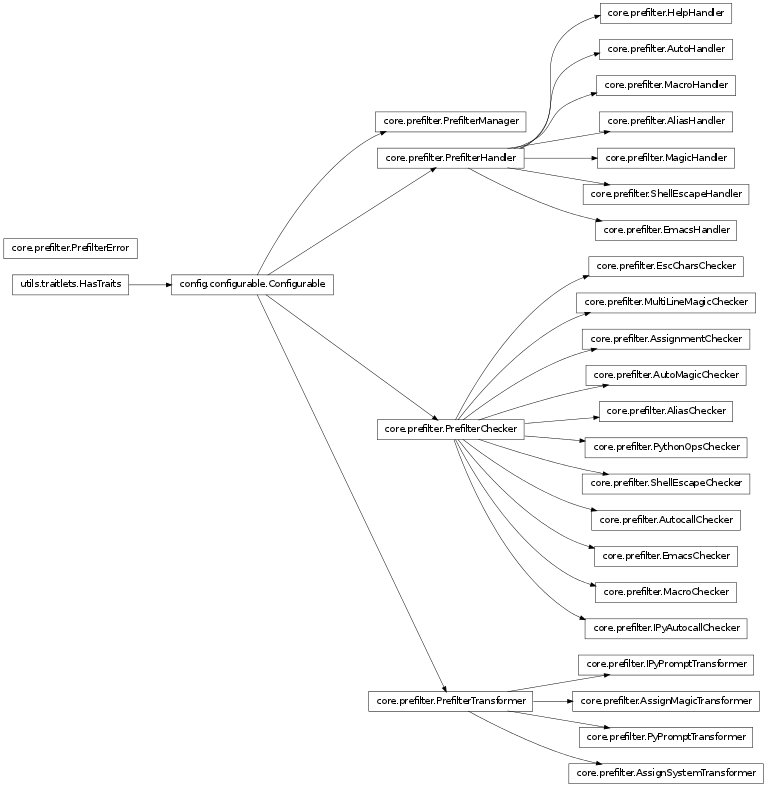 core.prefilter.HelpHandler
core.prefilter.AutoHandler
core.prefilter.MacroHandler
core.prefilter.PrefilterManager
core.prefilter.AliasHandler
core.prefilter.PrefilterHandler
core.prefilter.MagicHandler
core.prefilter.ShellEscapeHandler
core.prefilter.EmacsHandler
core.prefilter.PrefilterError
core.prefilter.EscCharsChecker
utils.traitlets.HasTraits
config.configurable.Configurable
core.prefilter.MultiLineMagicChecker
core.prefilter.AssignmentChecker
core.prefilter.AutoMagicChecker
core.prefilter.AliasChecker
core.prefilter.PrefilterChecker
core.prefilter.PythonOpsChecker
core.prefilter.ShellEscapeChecker
core.prefilter.AutocallChecker
core.prefilter.EmacsChecker
core.prefilter.MacroChecker
core.prefilter.IPyAutocallChecker
core.prefilter.IPyPromptTransformer
core.prefilter.PrefilterTransformer
core.prefilter.AssignMagicTransformer
core.prefilter.PyPromptTransformer
core.prefilter.AssignSystemTransformer